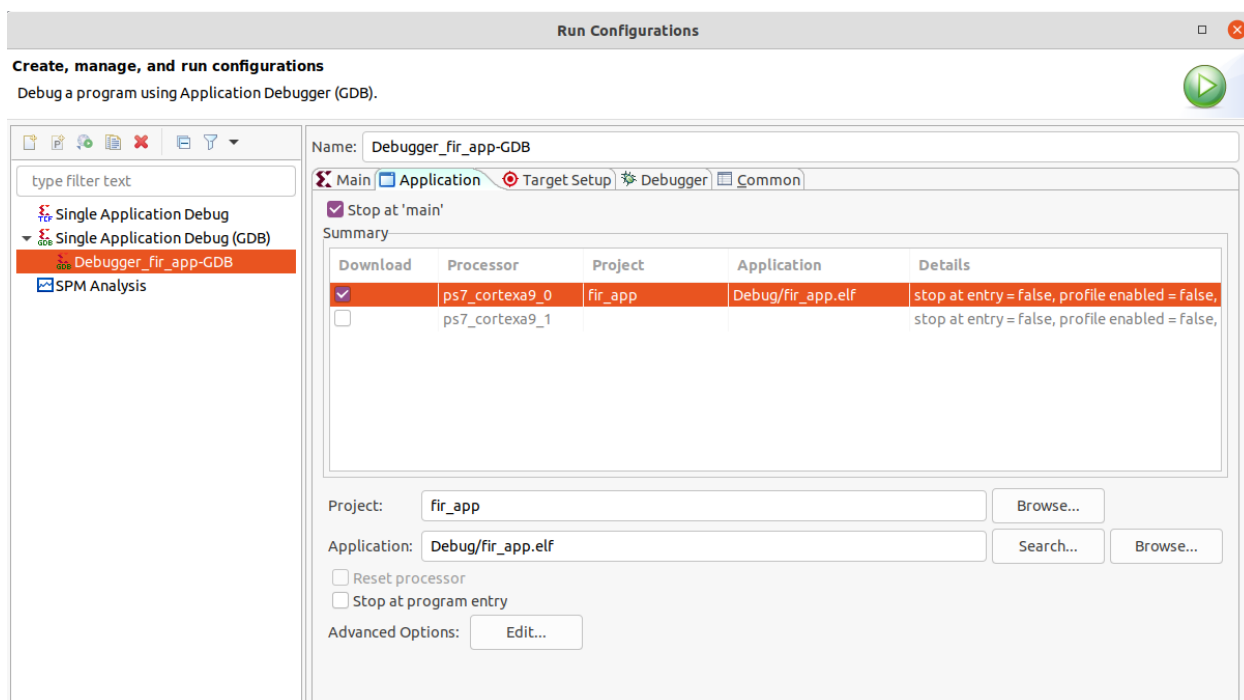 Run Configurations
Create, manage, and run configurations
Debug a program using Application Debugger (GDB).
type filter text
TCF Single Application Debug
GDB Single Application Debug (GDB)
GDB Debugger_fir_app-GDB
SPM Analysis
Name: Debugger_fir_app-GDB
Main Application Target Setup Debugger Common
Stop at 'main'
Summary
Download Processor Project Application Details
ps7_cortexa9_0 fir_app Debug/fir_app.elf stop at entry = false, profile enabled = false,
ps7_cortexa9_1 stop at entry = false, profile enabled = false,
Project: fir_app Browse...
Application: Debug/fir_app.elf Search... Browse...
Reset processor
Stop at program entry
Advanced Options: Edit...